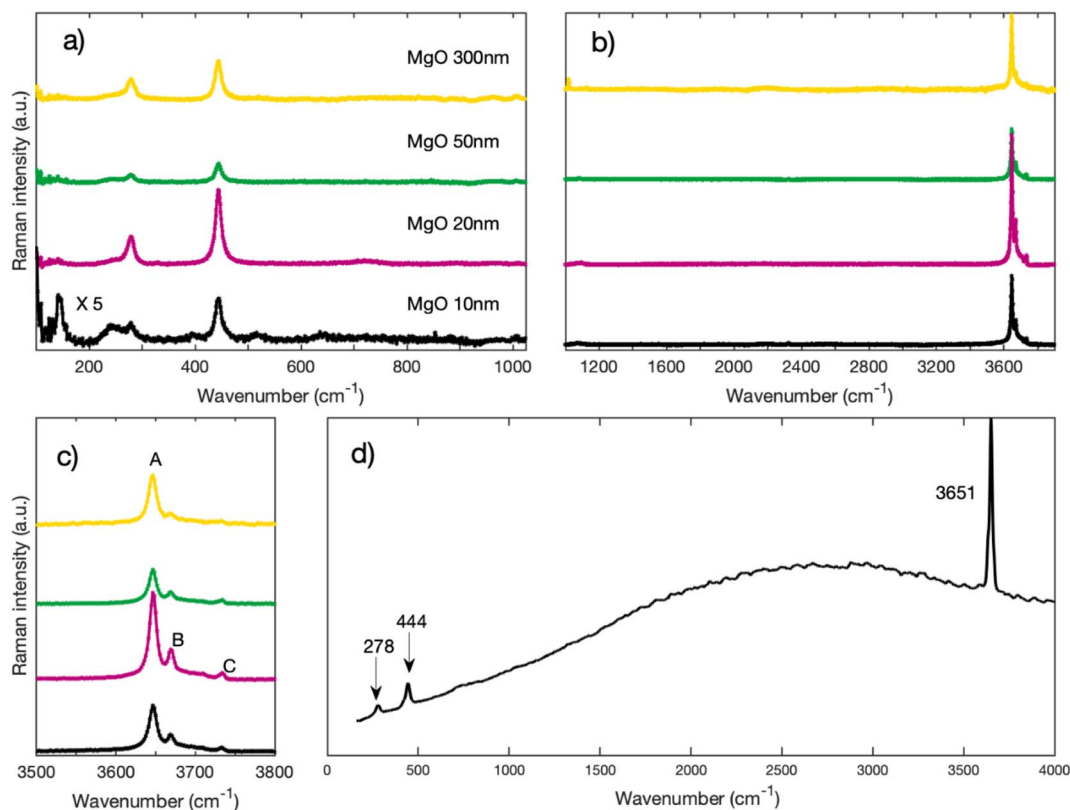 a)
MgO 300nm
MgO 50nm
MgO 20nm
X 5
MgO 10nm
Raman intensity (a.u.)
200 400 600 800 1000
Wavenumber (cm⁻¹)
b)
1200 1600 2000 2400 2800 3200 3600
Wavenumber (cm⁻¹)
c)
A
B
C
Raman intensity (a.u.)
3500 3600 3700 3800
Wavenumber (cm⁻¹)
d)
3651
444
278
0 500 1000 1500 2000 2500 3000 3500 4000
Wavenumber (cm⁻¹)